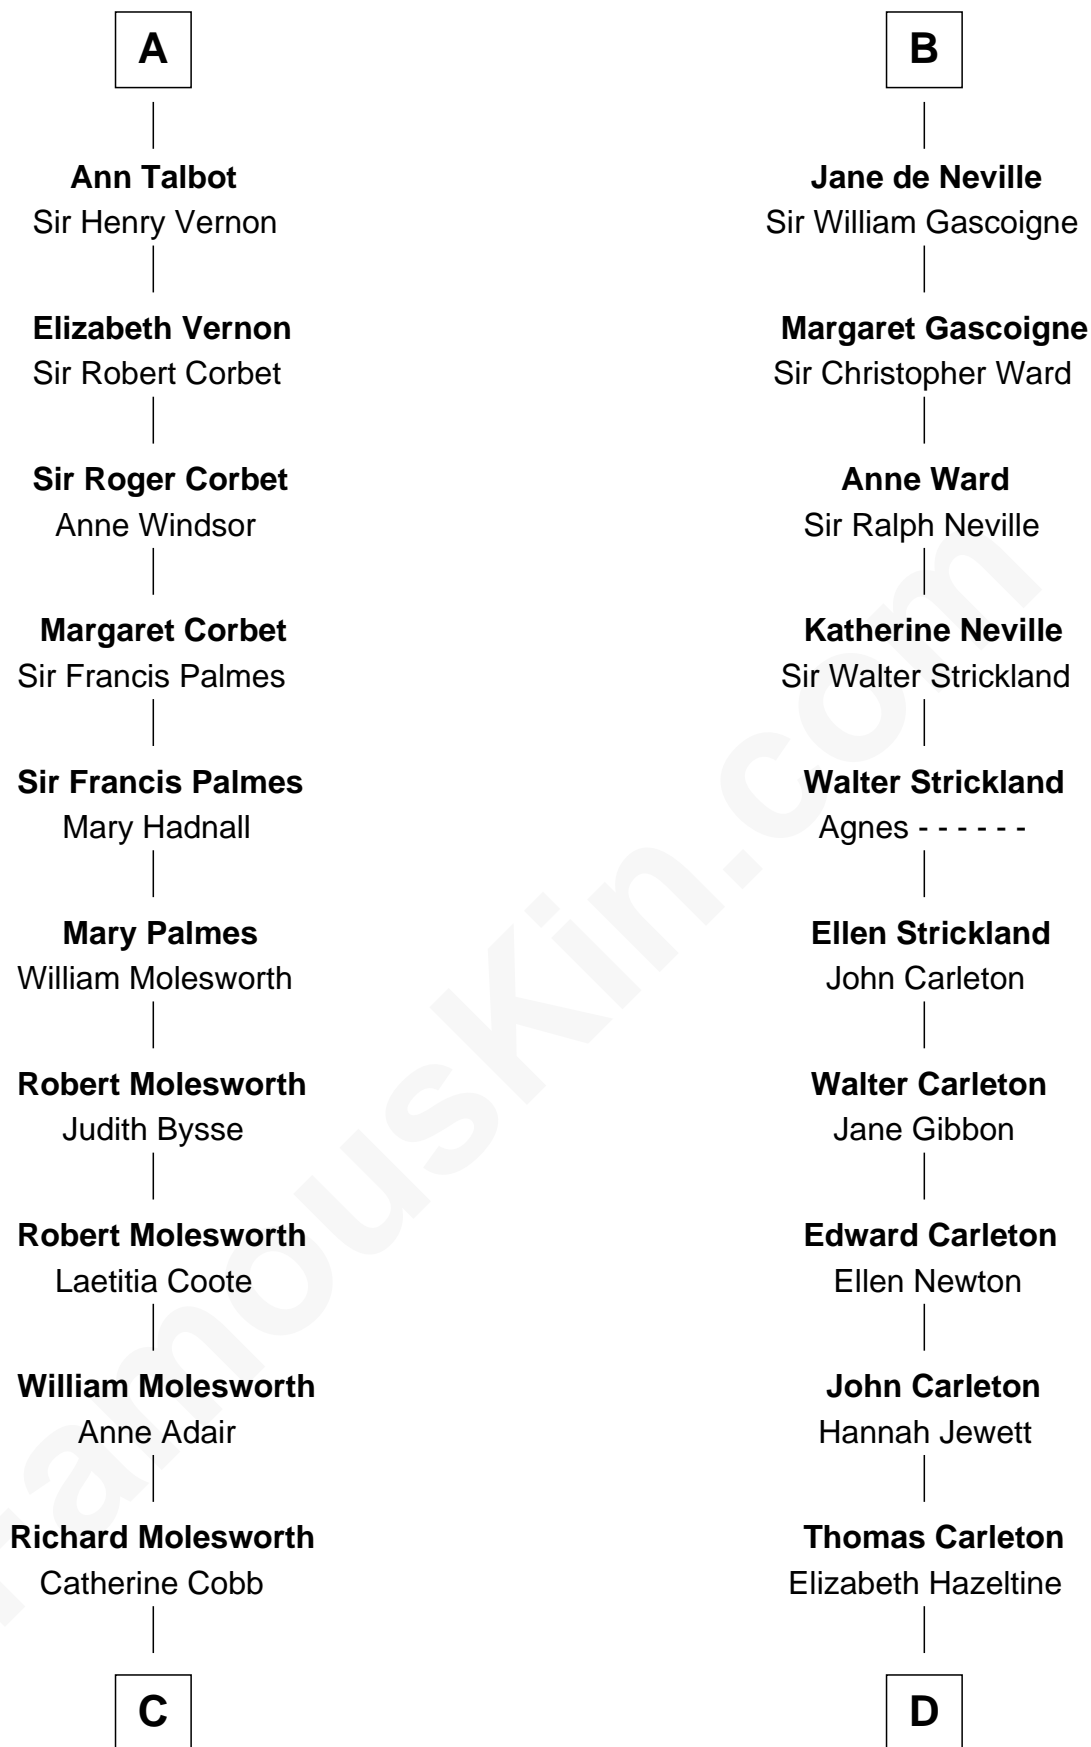 A
Ann Talbot
Sir Henry Vernon
Elizabeth Vernon
Sir Robert Corbet
Sir Roger Corbet
Anne Windsor
Margaret Corbet
Sir Francis Palmes
Sir Francis Palmes
Mary Hadnall
Mary Palmes
William Molesworth
Robert Molesworth
Judith Bysse
Robert Molesworth
Laetitia Coote
William Molesworth
Anne Adair
Richard Molesworth
Catherine Cobb
C
B
Jane de Neville
Sir William Gascoigne
Margaret Gascoigne
Sir Christopher Ward
Anne Ward
Sir Ralph Neville
Katherine Neville
Sir Walter Strickland
Walter Strickland
Agnes - - - - - -
Ellen Strickland
John Carleton
Walter Carleton
Jane Gibbon
Edward Carleton
Ellen Newton
John Carleton
Hannah Jewett
Thomas Carleton
Elizabeth Hazeltine
D
FamousKin.com